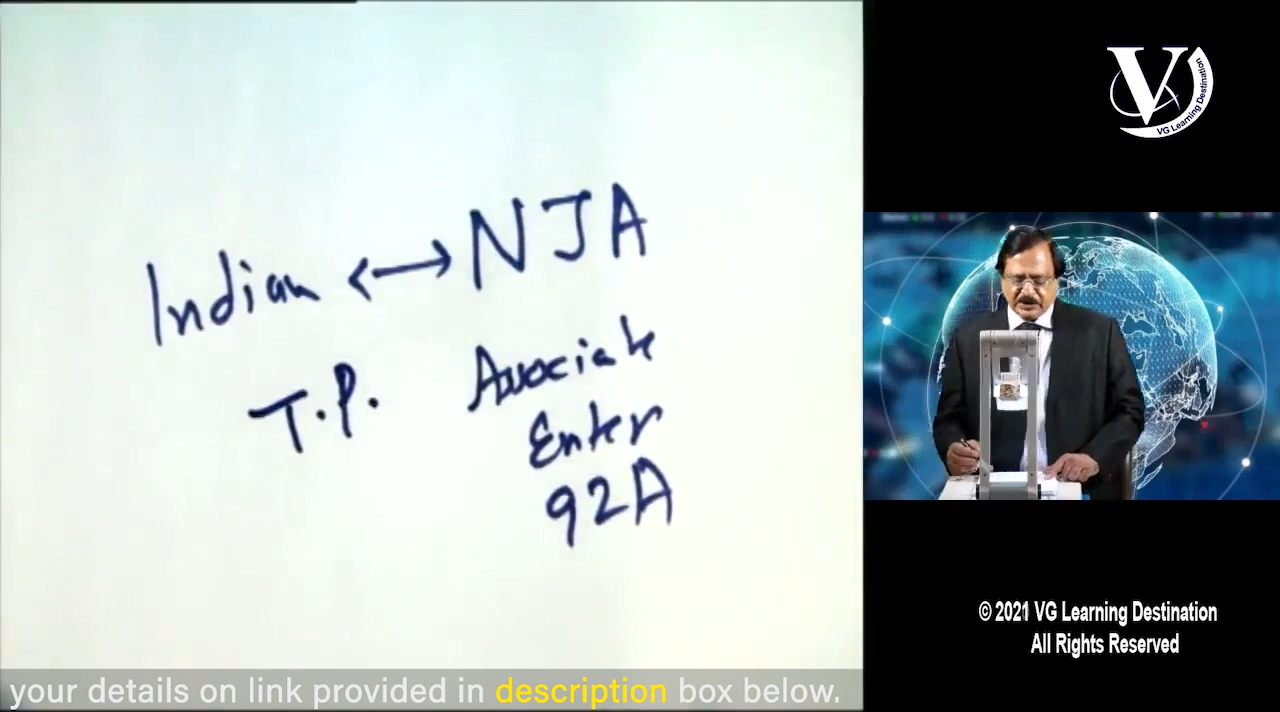 Indian <-> NJA
T.P. Associate
Enter
92A
V
VG Learning Destination
© 2021 VG Learning Destination
All Rights Reserved
your details on link provided in description box below.